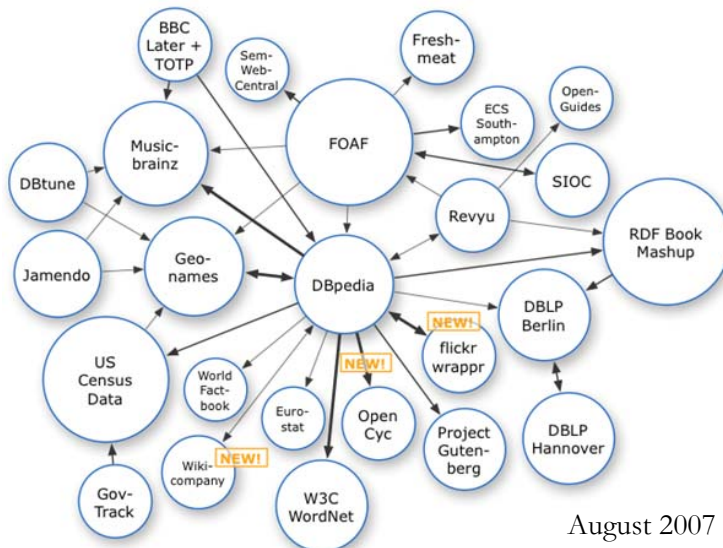 BBC
Later +
TOTP
Sem-
Web-
Central
Fresh-
meat
FOAF
ECS
South-
ampton
Open-
Guides
Music-
brainz
DBtune
SIOC
Revyu
RDF Book
Mashup
Jamendo
Geo-
names
DBpedia
DBLP
Berlin
NEW!
flickr
wrappr
US
Census
Data
World
Fact-
book
NEW!
Euro-
stat
Open
Cyc
Project
Guten-
berg
DBLP
Hannover
Wiki-
company
NEW!
Gov-
Track
W3C
WordNet
August 2007